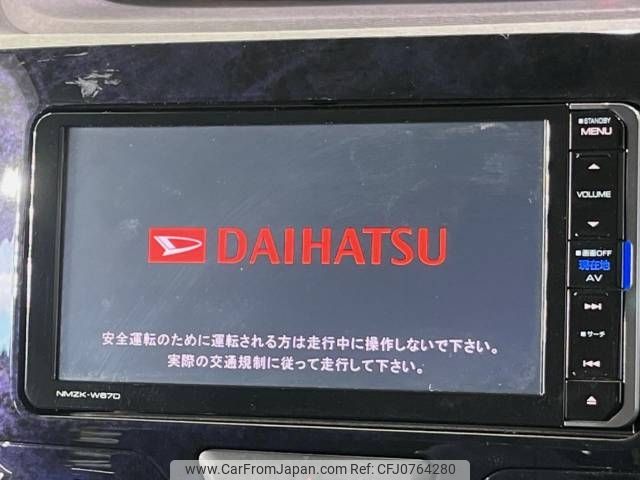 ■STANDBY
MENU
VOLUME
■画面OFF
現在地
AV
■サーチ
DAIHATSU
安全運転のために運転される方は走行中に操作しないで下さい。
実際の交通規制に従って走行して下さい。
NMZK-W67D
www.CarFromJapan.com © CFJ Ref. CFJ0764280